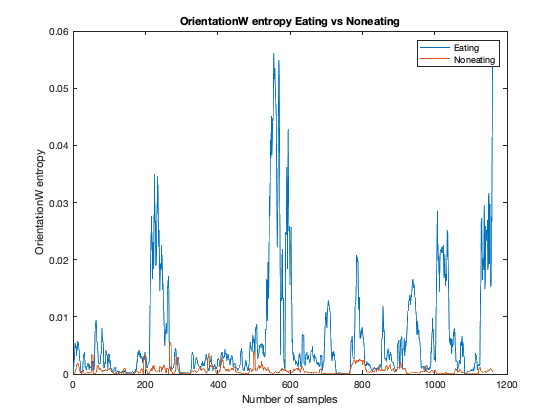 OrientationW entropy Eating vs Noneating
Eating
Noneating
OrientationW entropy
0.06
0.05
0.04
0.03
0.02
0.01
0
0 200 400 600 800 1000 1200
Number of samples